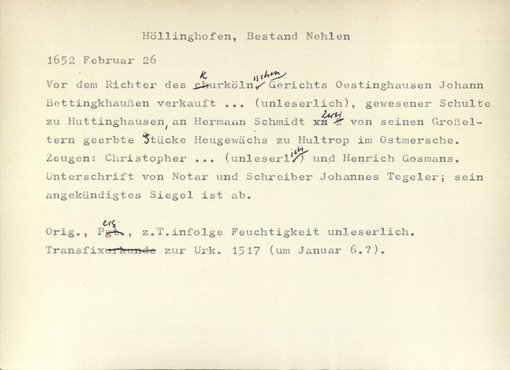 Höllinghofen, Bestand Nehlen
1652 Februar 26
Vor dem Richter des kurkölnischen Gerichts Oestinghausen Johann
Bettingkhaußen verkauft ... (unleserlich), gewesener Schulte
zu Huttinghausen, an Hermann Schmidt zwei von seinen Großel-
tern geerbte Stücke Heugewächs zu Hultrop im Ostmersche.
Zeugen: Christopher ... (unleserlich) und Henrich Gosmans.
Unterschrift von Notar und Schreiber Johannes Tegeler; sein
angekündigtes Siegel ist ab.
Orig., Perg., z.T.infolge Feuchtigkeit unleserlich.
Transfixurkunde zur Urk. 1517 (um Januar 6.?).